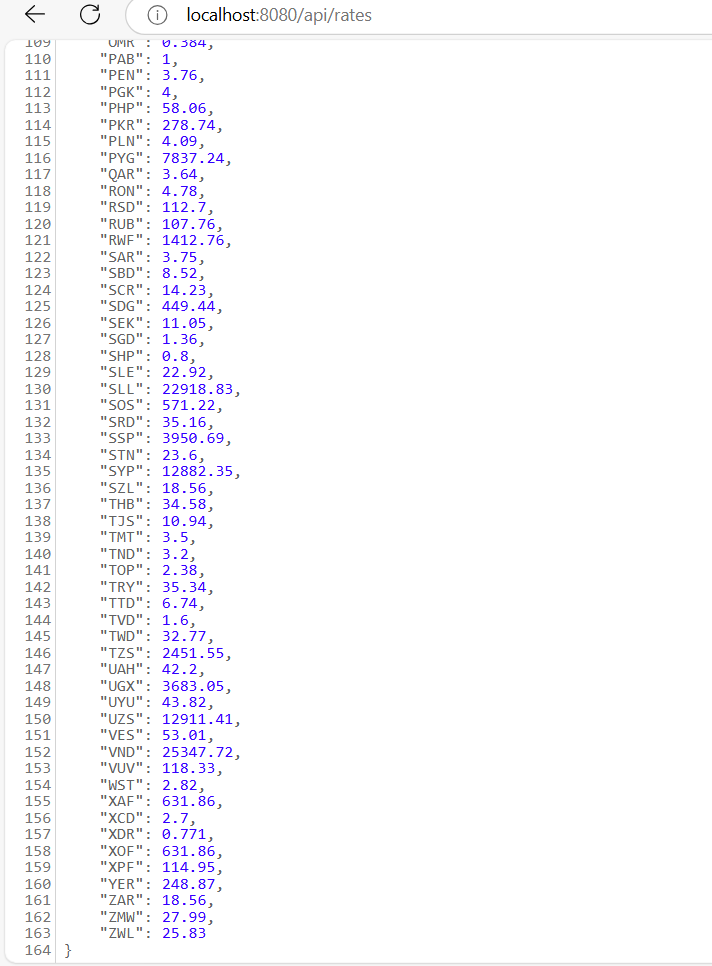 localhost:8080/api/rates
109 "OMR": 0.384,
110 "PAB": 1,
111 "PEN": 3.76,
112 "PGK": 4,
113 "PHP": 58.06,
114 "PKR": 278.74,
115 "PLN": 4.09,
116 "PYG": 7837.24,
117 "QAR": 3.64,
118 "RON": 4.78,
119 "RSD": 112.7,
120 "RUB": 107.76,
121 "RWF": 1412.76,
122 "SAR": 3.75,
123 "SBD": 8.52,
124 "SCR": 14.23,
125 "SDG": 449.44,
126 "SEK": 11.05,
127 "SGD": 1.36,
128 "SHP": 0.8,
129 "SLE": 22.92,
130 "SLL": 22918.83,
131 "SOS": 571.22,
132 "SRD": 35.16,
133 "SSP": 3950.69,
134 "STN": 23.6,
135 "SYP": 12882.35,
136 "SZL": 18.56,
137 "THB": 34.58,
138 "TJS": 10.94,
139 "TMT": 3.5,
140 "TND": 3.2,
141 "TOP": 2.38,
142 "TRY": 35.34,
143 "TTD": 6.74,
144 "TVD": 1.6,
145 "TWD": 32.77,
146 "TZS": 2451.55,
147 "UAH": 42.2,
148 "UGX": 3683.05,
149 "UYU": 43.82,
150 "UZS": 12911.41,
151 "VES": 53.01,
152 "VND": 25347.72,
153 "VUV": 118.33,
154 "WST": 2.82,
155 "XAF": 631.86,
156 "XCD": 2.7,
157 "XDR": 0.771,
158 "XOF": 631.86,
159 "XPF": 114.95,
160 "YER": 248.87,
161 "ZAR": 18.56,
162 "ZMW": 27.99,
163 "ZWL": 25.83
164 }